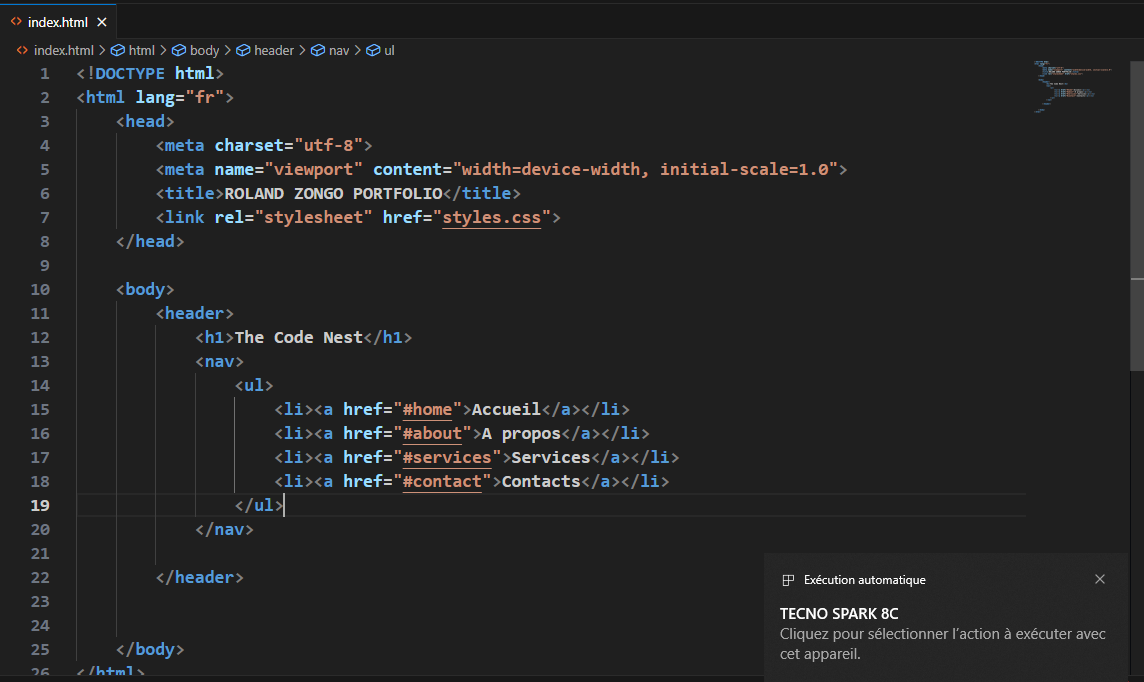 index.html
index.html > html > body > header > nav > ul
1 <!DOCTYPE html>
2 <html lang="fr">
3 <head>
4 <meta charset="utf-8">
5 <meta name="viewport" content="width=device-width, initial-scale=1.0">
6 <title>ROLAND ZONGO PORTFOLIO</title>
7 <link rel="stylesheet" href="styles.css">
8 </head>
9
10 <body>
11 <header>
12 <h1>The Code Nest</h1>
13 <nav>
14 <ul>
15 <li><a href="#home">Accueil</a></li>
16 <li><a href="#about">A propos</a></li>
17 <li><a href="#services">Services</a></li>
18 <li><a href="#contact">Contacts</a></li>
19 </ul>
20 </nav>
21
22 </header>
23
24
25 </body>
26 </html>
Exécution automatique
TECNO SPARK 8C
Cliquez pour sélectionner l’action à exécuter avec
cet appareil.